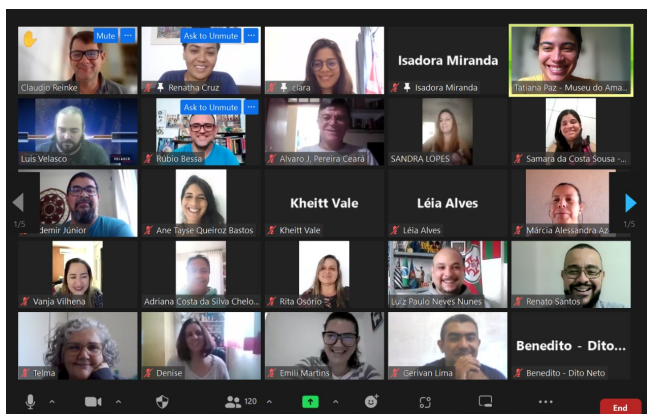 Mute ...
Ask to Unmute ...
Claudio Reinke
Renatha Cruz
clara
Isadora Miranda
Isadora Miranda
Tatiana Paz - Museu do Ama...
Ask to Unmute ...
Luis Velasco
Rúbio Bessa
Alvaro J. Pereira Ceará
SANDRA LOPES
Samara da Costa Sousa -...
1/5
demir Júnior
Ane Tayse Queiroz Bastos
Kheitt Vale
Kheitt Vale
Léia Alves
Léia Alves
Márcia Alessandra Az
1/5
Vanja Vilhena
Adriana Costa da Silva Chelo...
Rita Osório
Luiz Paulo Neves Nunes
Renato Santos
Telma
Denise
Emili Martins
Gerivan Lima
Benedito - Dito...
Benedito - Dito Neto
120
End